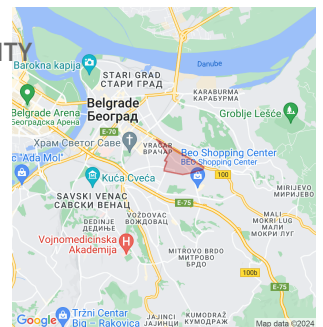 ITY
Barokna kapija
STARI GRAD
СТАРИ ГРАД
Danube
KARABURMA
КАРАБУРМА
Belgrade
Београд
Belgrade Arena
Београдска Арена
Groblje Lešće
E-70
VRAČAR
ВРАЧАР
Храм Светог Саве
Beo Shopping Center
BEO Shopping Center
"Ada Mol"
Kuća Cveća
100
MIRIJEVO
МИРИЈЕВО
SAVSKI VENAC
САВСКИ ВЕНАЦ
E-75
DEDINJE
ДЕДИЊЕ
VOŽDOVAC
ВОЖДОВАЦ
MALI
MOKRI LUG
МАЛИ
МОКРИ ЛУГ
Vojnomedicinska
Akademija
MITROVO BRDO
МИТРОВО
БРДО
E-75
100b
Tržni Centar
Big – Rakovica
JAJINCI
ЈАЈИНЦИ
KUMODRAŽ
КУМОДРАЖ
Google
Map data ©2024